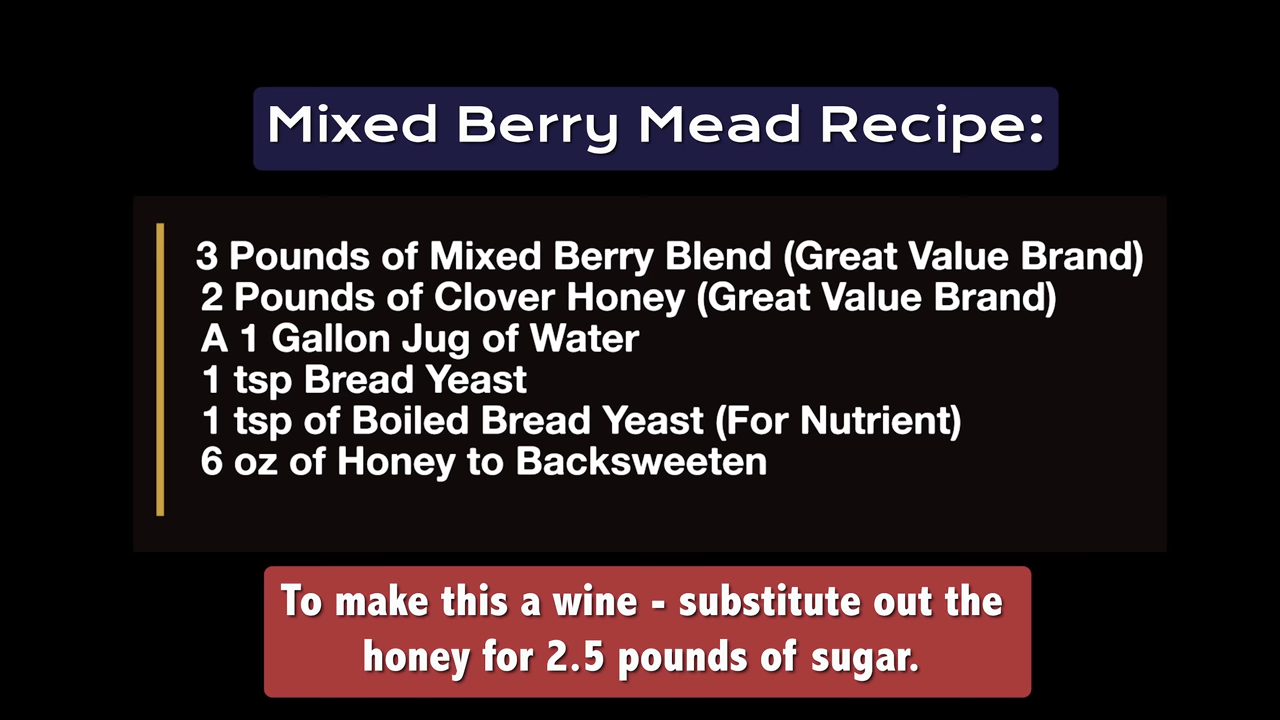 Mixed Berry Mead Recipe:
3 Pounds of Mixed Berry Blend (Great Value Brand)
2 Pounds of Clover Honey (Great Value Brand)
A 1 Gallon Jug of Water
1 tsp Bread Yeast
1 tsp of Boiled Bread Yeast (For Nutrient)
6 oz of Honey to Backsweeten
To make this a wine - substitute out the
honey for 2.5 pounds of sugar.